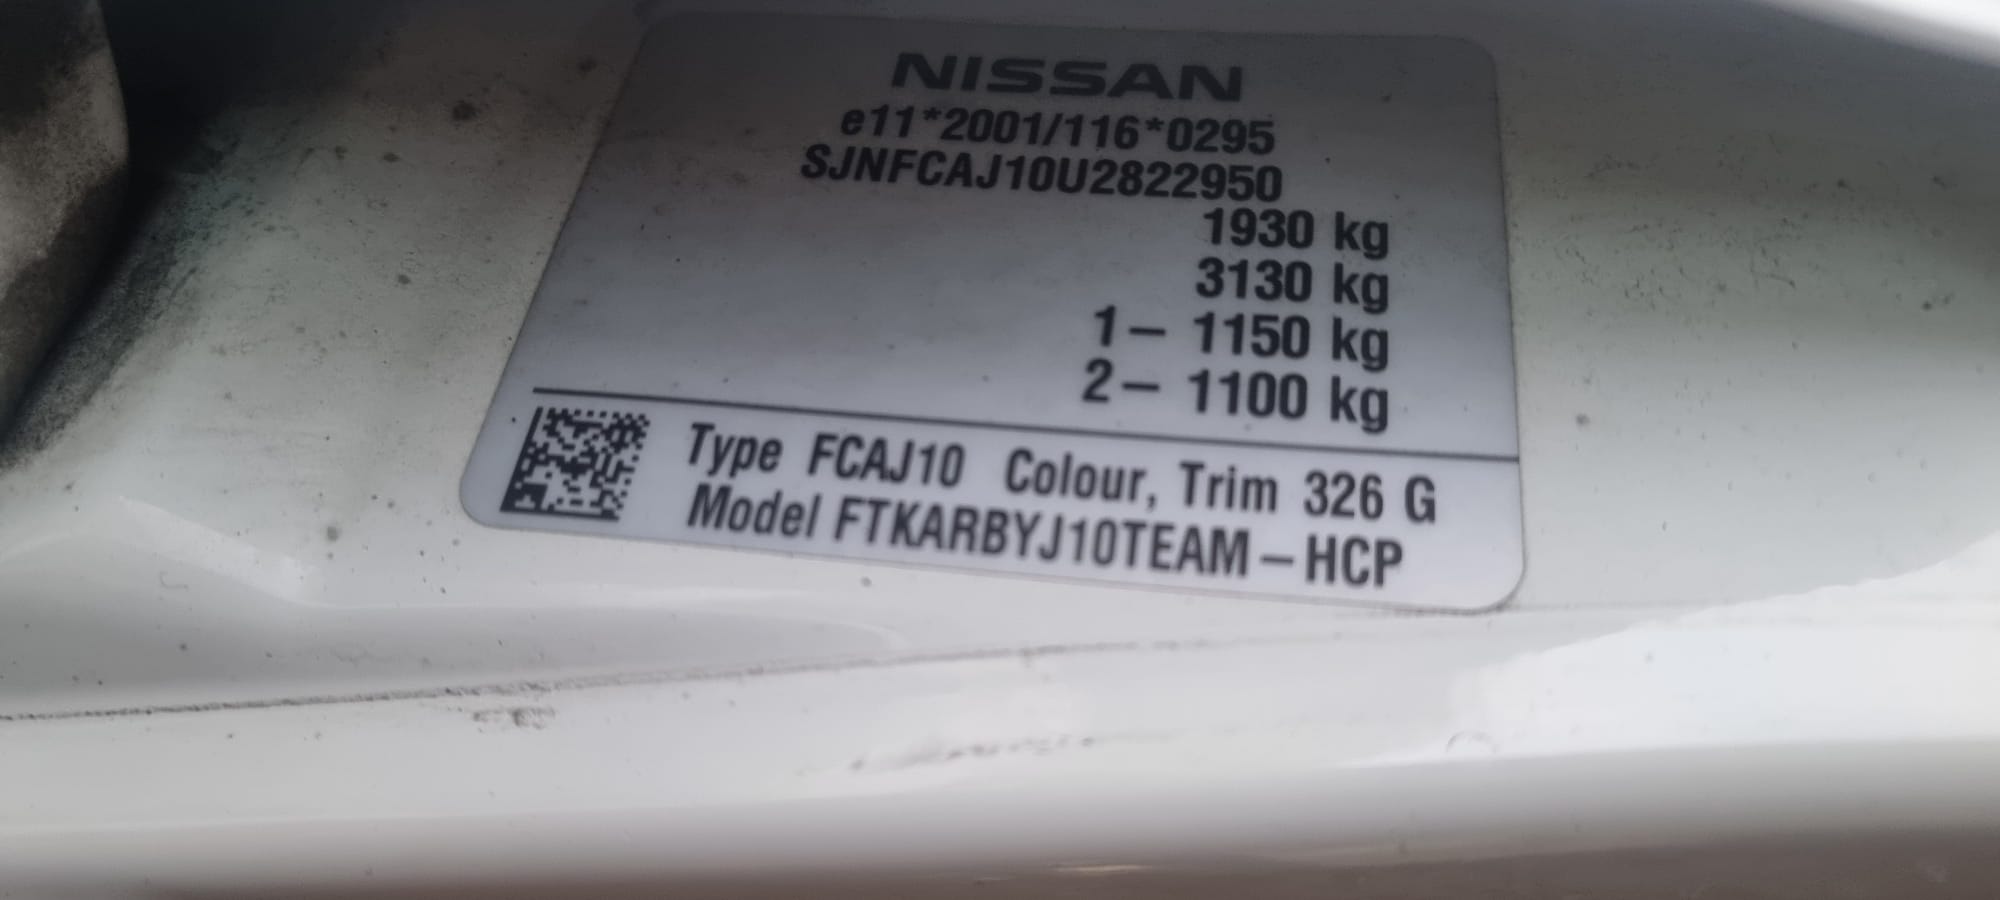 NISSAN
e11*2001/116*0295
SJNFCAJ10U2822950
1930 kg
3130 kg
1– 1150 kg
2– 1100 kg
Type FCAJ10 Colour, Trim 326 G
Model FTKARBYJ10TEAM–HCP